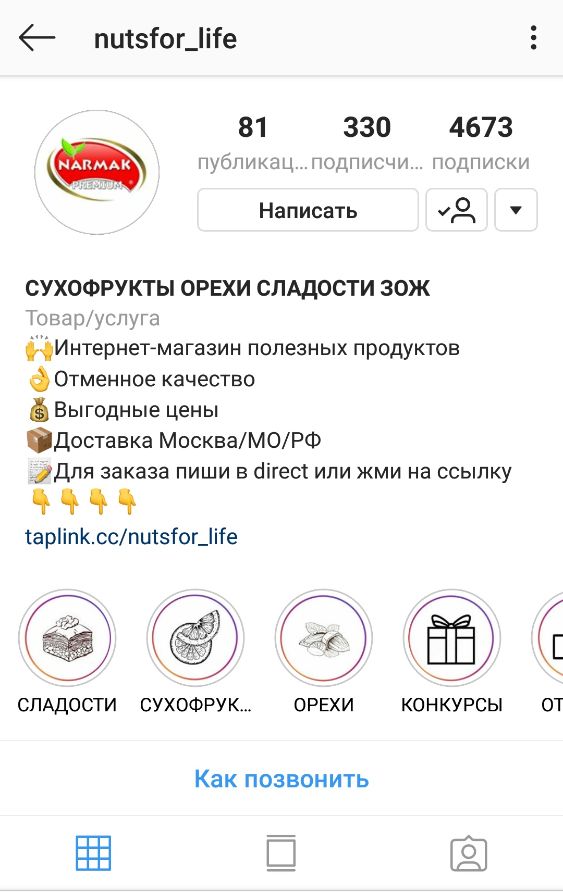 nutsfor_life
81 330 4673
публикац... подписчи... подписки
NARMAK
PREMIUM
Написать
СУХОФРУКТЫ ОРЕХИ СЛАДОСТИ ЗОЖ
Товар/услуга
🙌Интернет-магазин полезных продуктов
👌Отменное качество
💰Выгодные цены
📦Доставка Москва/МО/РФ
📝Для заказа пиши в direct или жми на ссылку
👇👇👇👇
taplink.cc/nutsfor_life
СЛАДОСТИ СУХОФРУК... ОРЕХИ КОНКУРСЫ ОТ
Как позвонить